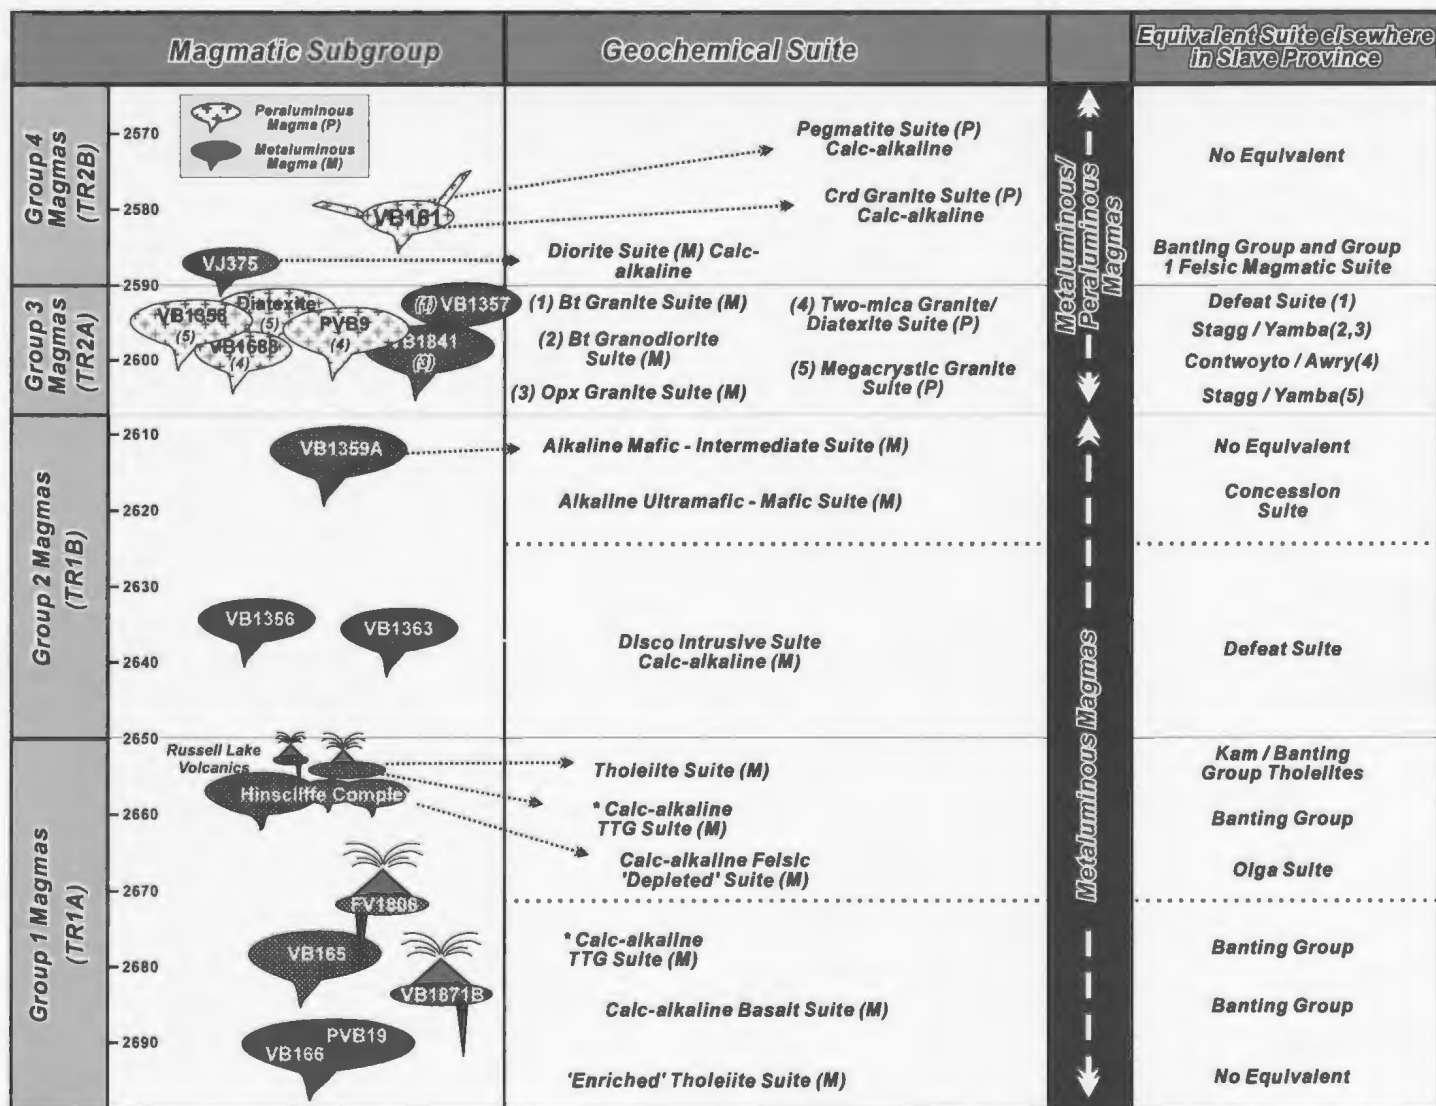 Magmatic Subgroup
Geochemical Suite
Equivalent Suite elsewhere
in Slave Province
Group 4
Magmas
(TR2B)
2570
2580
2590
Peraluminous
Magma (P)
Metaluminous
Magma (M)
VB161
VJ375
Pegmatite Suite (P)
Calc-alkaline
Crd Granite Suite (P)
Calc-alkaline
Diorite Suite (M) Calc-
alkaline
No Equivalent
Banting Group and Group
1 Felsic Magmatic Suite
Metaluminous/
Peraluminous
Magmas
Group 3
Magmas
(TR2A)
2600
Diatexite
(5)
VB1358
(5)
VB1688
(4)
PVB9
(4)
VB1357
VB1841
(3)
(1) Bt Granite Suite (M)
(2) Bt Granodiorite
Suite (M)
(3) Opx Granite Suite (M)
(4) Two-mica Granite/
Diatexite Suite (P)
(5) Megacrystic Granite
Suite (P)
Defeat Suite (1)
Stagg / Yamba(2,3)
Contwoyto / Awry(4)
Stagg / Yamba(5)
Group 2 Magmas
(TR1B)
2610
2620
2630
2640
2650
VB1359A
VB1356
VB1363
Alkaline Mafic - Intermediate Suite (M)
Alkaline Ultramafic - Mafic Suite (M)
Disco Intrusive Suite
Calc-alkaline (M)
No Equivalent
Concession
Suite
Defeat Suite
Metaluminous Magmas
Group 1 Magmas
(TR1A)
2660
2670
2680
2690
Russell Lake
Volcanics
Hinscliffe Comple
FV1806
VB165
VB1871B
PVB19
VB166
Tholeiite Suite (M)
* Calc-alkaline
TTG Suite (M)
Calc-alkaline Felsic
'Depleted' Suite (M)
* Calc-alkaline
TTG Suite (M)
Calc-alkaline Basalt Suite (M)
'Enriched' Tholeiite Suite (M)
Kam / Banting
Group Tholeiites
Banting Group
Olga Suite
Banting Group
Banting Group
No Equivalent